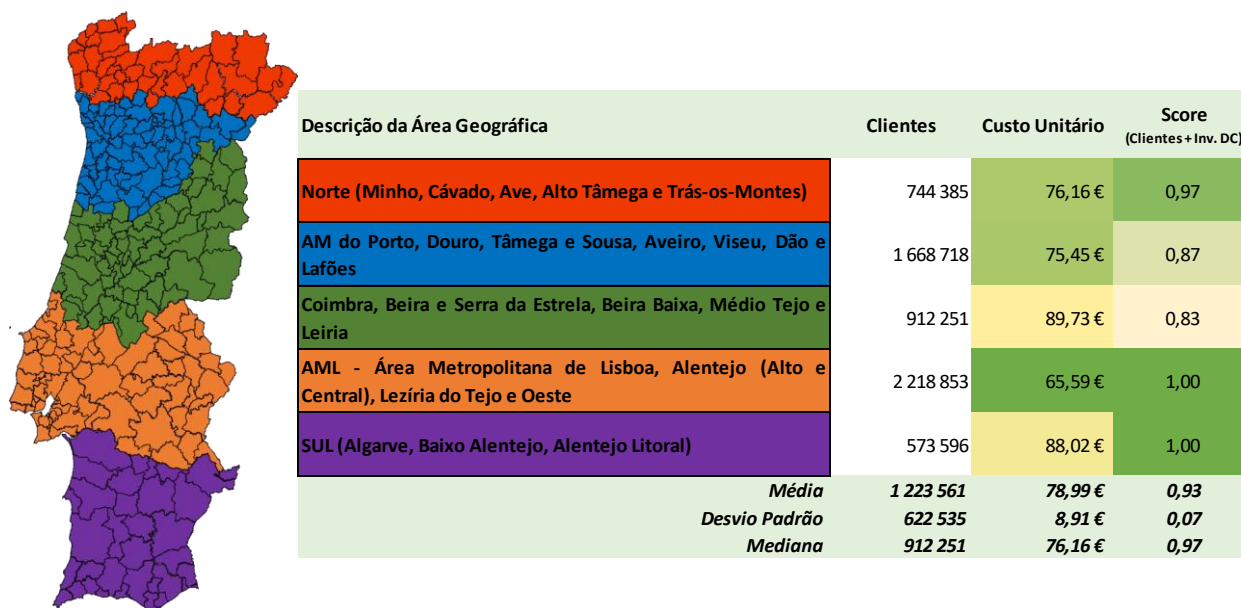 Descrição da Área Geográfica Clientes Custo Unitário Score
(Clientes + Inv. DC)
Norte (Minho, Cávado, Ave, Alto Tâmega e Trás-os-Montes) 744 385 76,16 € 0,97
AM do Porto, Douro, Tâmega e Sousa, Aveiro, Viseu, Dão e
Lafões 1 668 718 75,45 € 0,87
Coimbra, Beira e Serra da Estrela, Beira Baixa, Médio Tejo e
Leiria 912 251 89,73 € 0,83
AML - Área Metropolitana de Lisboa, Alentejo (Alto e
Central), Lezíria do Tejo e Oeste 2 218 853 65,59 € 1,00
SUL (Algarve, Baixo Alentejo, Alentejo Litoral) 573 596 88,02 € 1,00
Média 1 223 561 78,99 € 0,93
Desvio Padrão 622 535 8,91 € 0,07
Mediana 912 251 76,16 € 0,97